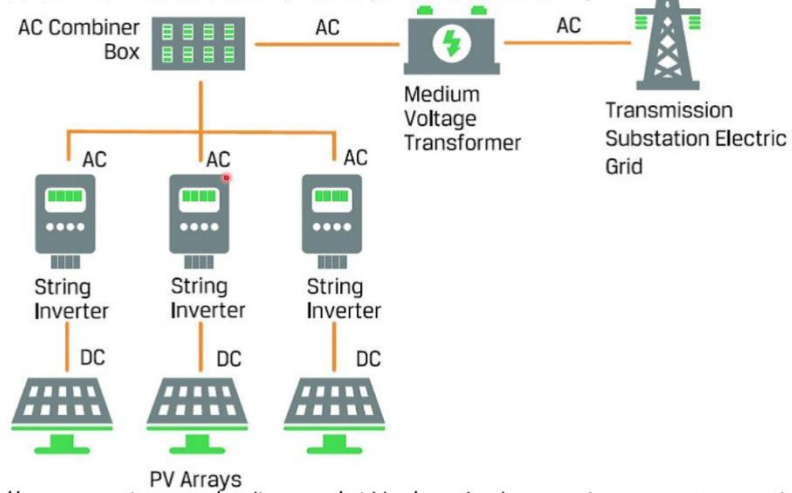 AC Combiner
Box
AC
AC
Medium
Voltage
Transformer
Transmission
Substation Electric
Grid
AC
AC
AC
String
Inverter
String
Inverter
String
Inverter
DC
DC
DC
PV Arrays